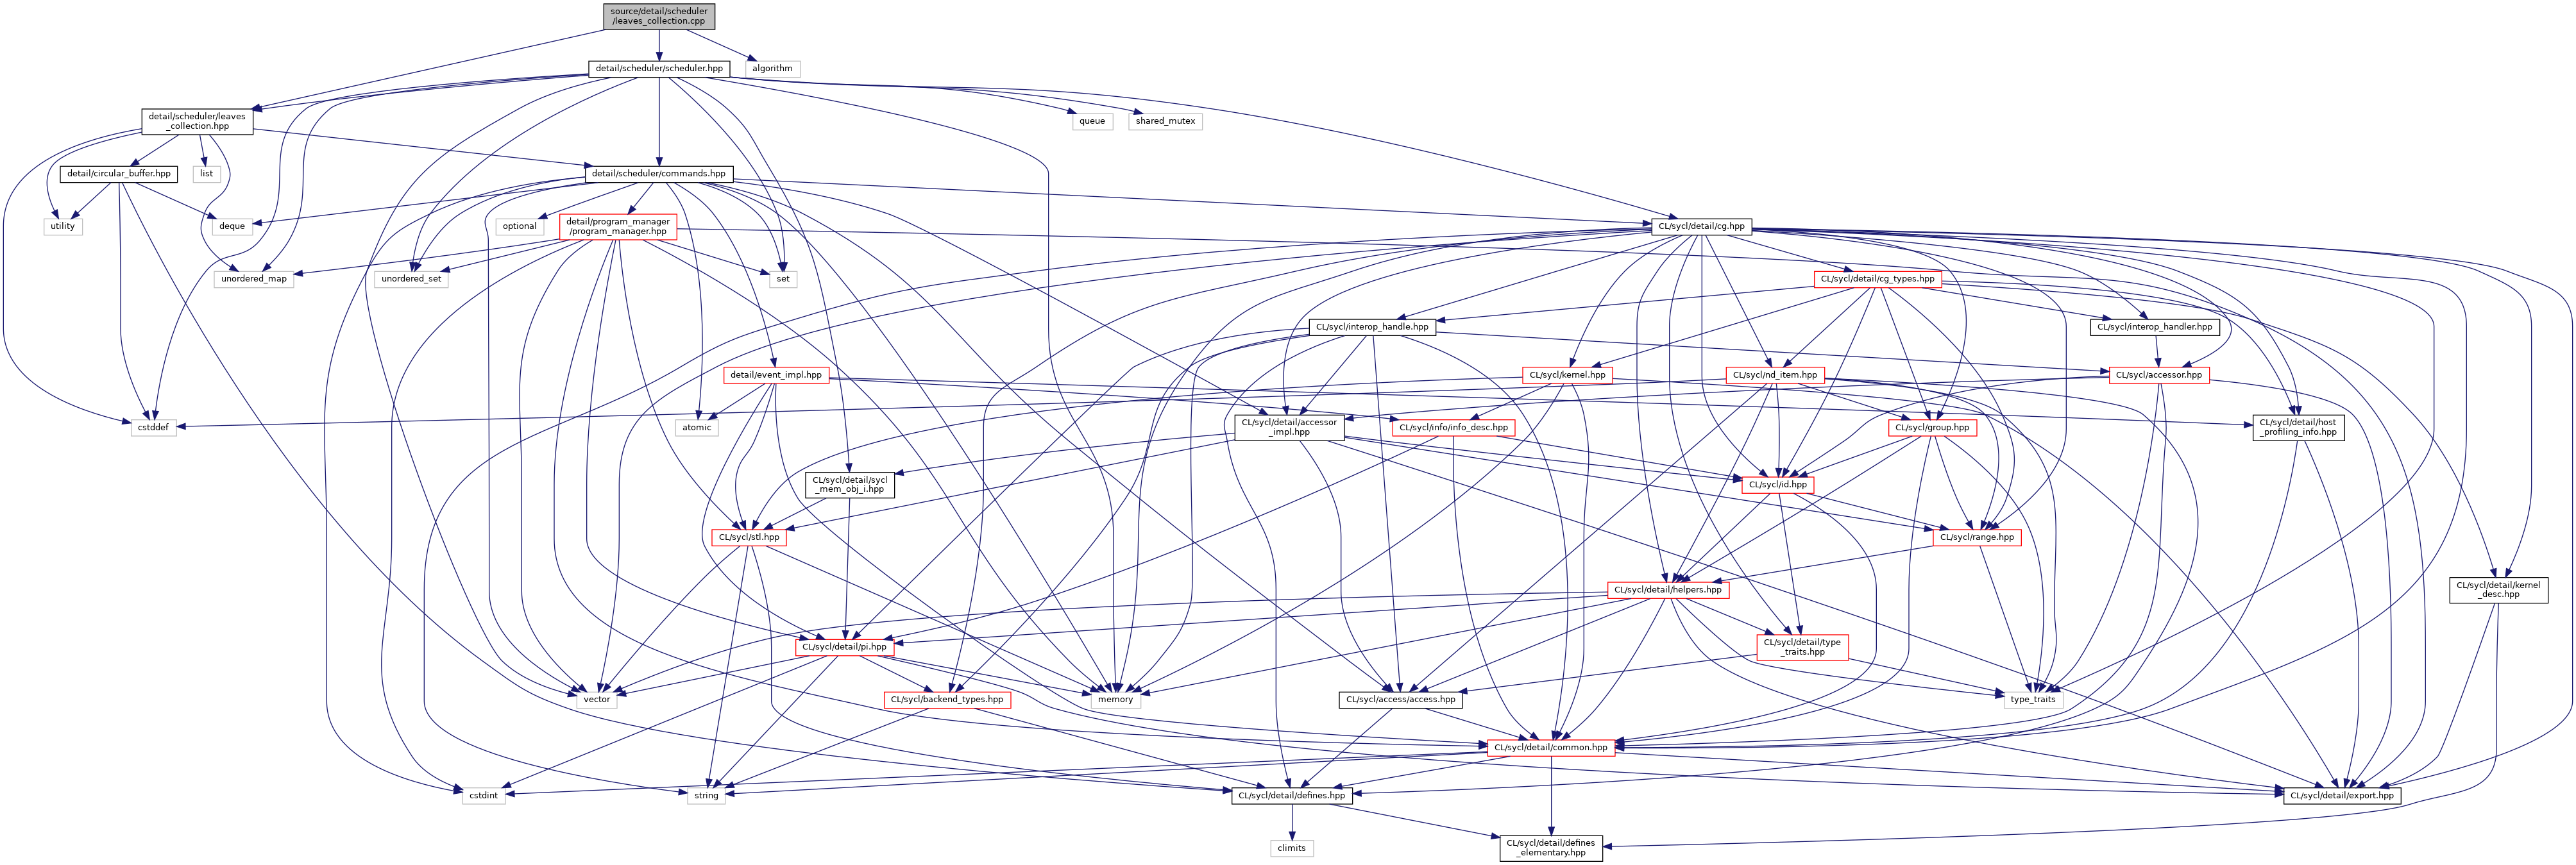 source/detail/scheduler
/leaves_collection.cpp
detail/scheduler/scheduler.hpp
algorithm
detail/scheduler/leaves
_collection.hpp
queue
shared_mutex
detail/circular_buffer.hpp
list
detail/scheduler/commands.hpp
utility
deque
optional
detail/program_manager
/program_manager.hpp
CL/sycl/detail/cg.hpp
unordered_map
unordered_set
set
CL/sycl/detail/cg_types.hpp
CL/sycl/interop_handle.hpp
CL/sycl/interop_handler.hpp
detail/event_impl.hpp
CL/sycl/kernel.hpp
CL/sycl/nd_item.hpp
CL/sycl/accessor.hpp
cstddef
atomic
CL/sycl/detail/accessor
_impl.hpp
CL/sycl/info/info_desc.hpp
CL/sycl/group.hpp
CL/sycl/detail/host
_profiling_info.hpp
CL/sycl/detail/sycl
_mem_obj_i.hpp
CL/sycl/id.hpp
CL/sycl/stl.hpp
CL/sycl/range.hpp
CL/sycl/detail/helpers.hpp
CL/sycl/detail/kernel
_desc.hpp
CL/sycl/detail/pi.hpp
CL/sycl/detail/type
_traits.hpp
vector
CL/sycl/backend_types.hpp
memory
CL/sycl/access/access.hpp
type_traits
CL/sycl/detail/common.hpp
cstdint
string
CL/sycl/detail/defines.hpp
CL/sycl/detail/export.hpp
climits
CL/sycl/detail/defines
_elementary.hpp